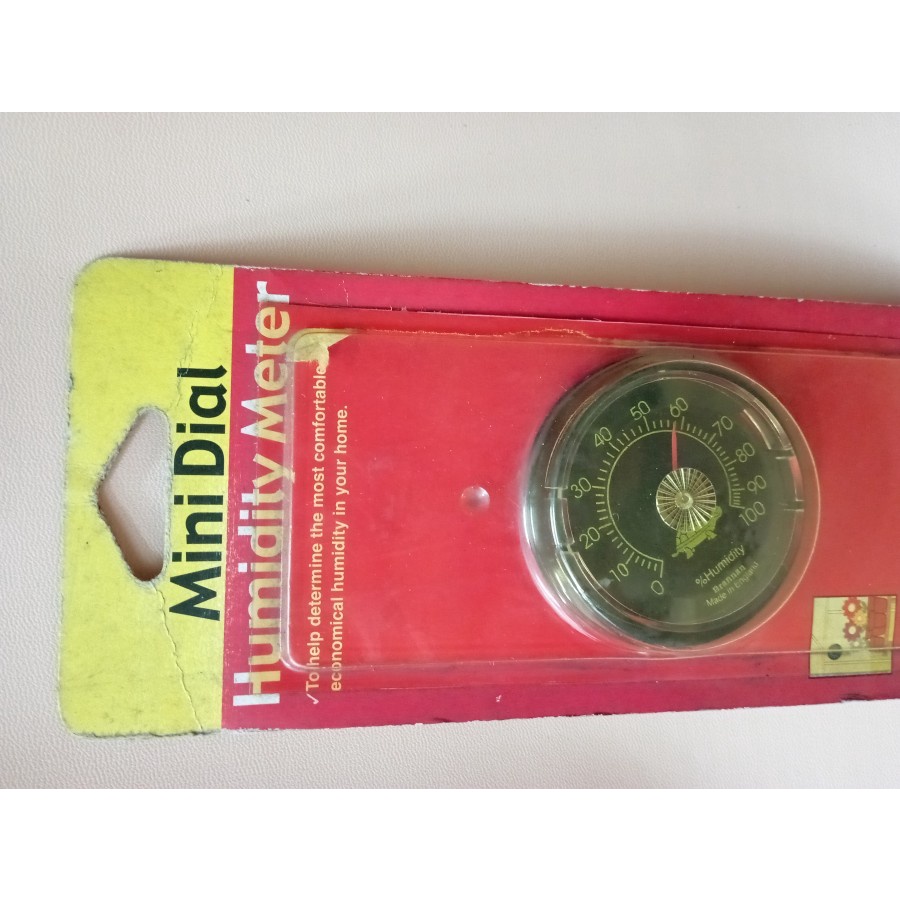 Mini Dial
Humidity Meter
✓To help determine the most comfortable
economical humidity in your home.
0 10 20 30 40 50 60 70 80 90 100
%Humidity
Brannan
Made in England